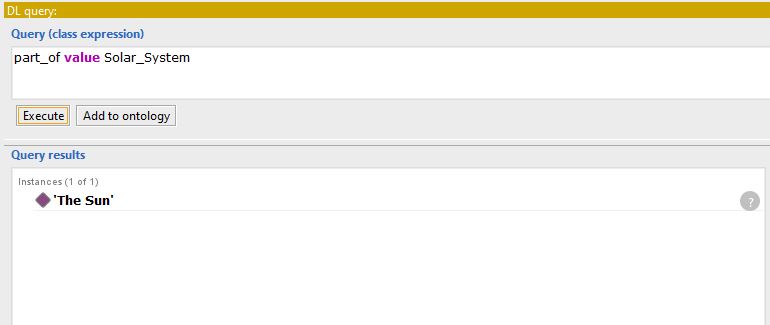 DL query:
Query (class expression)
part_of value Solar_System
Execute Add to ontology
Query results
Instances (1 of 1)
'The Sun'
?